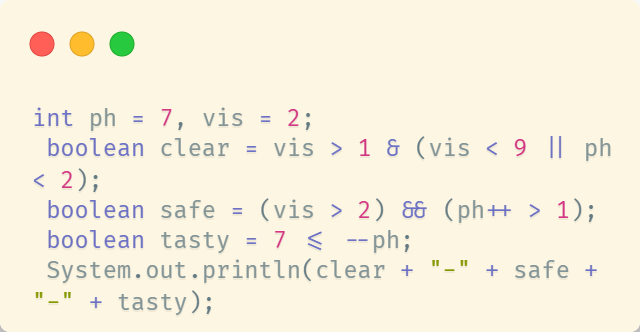 int ph = 7, vis = 2;
boolean clear = vis > 1 & (vis < 9 || ph
< 2);
boolean safe = (vis > 2) && (ph++ > 1);
boolean tasty = 7 <= --ph;
System.out.println(clear + "-" + safe +
"-" + tasty);